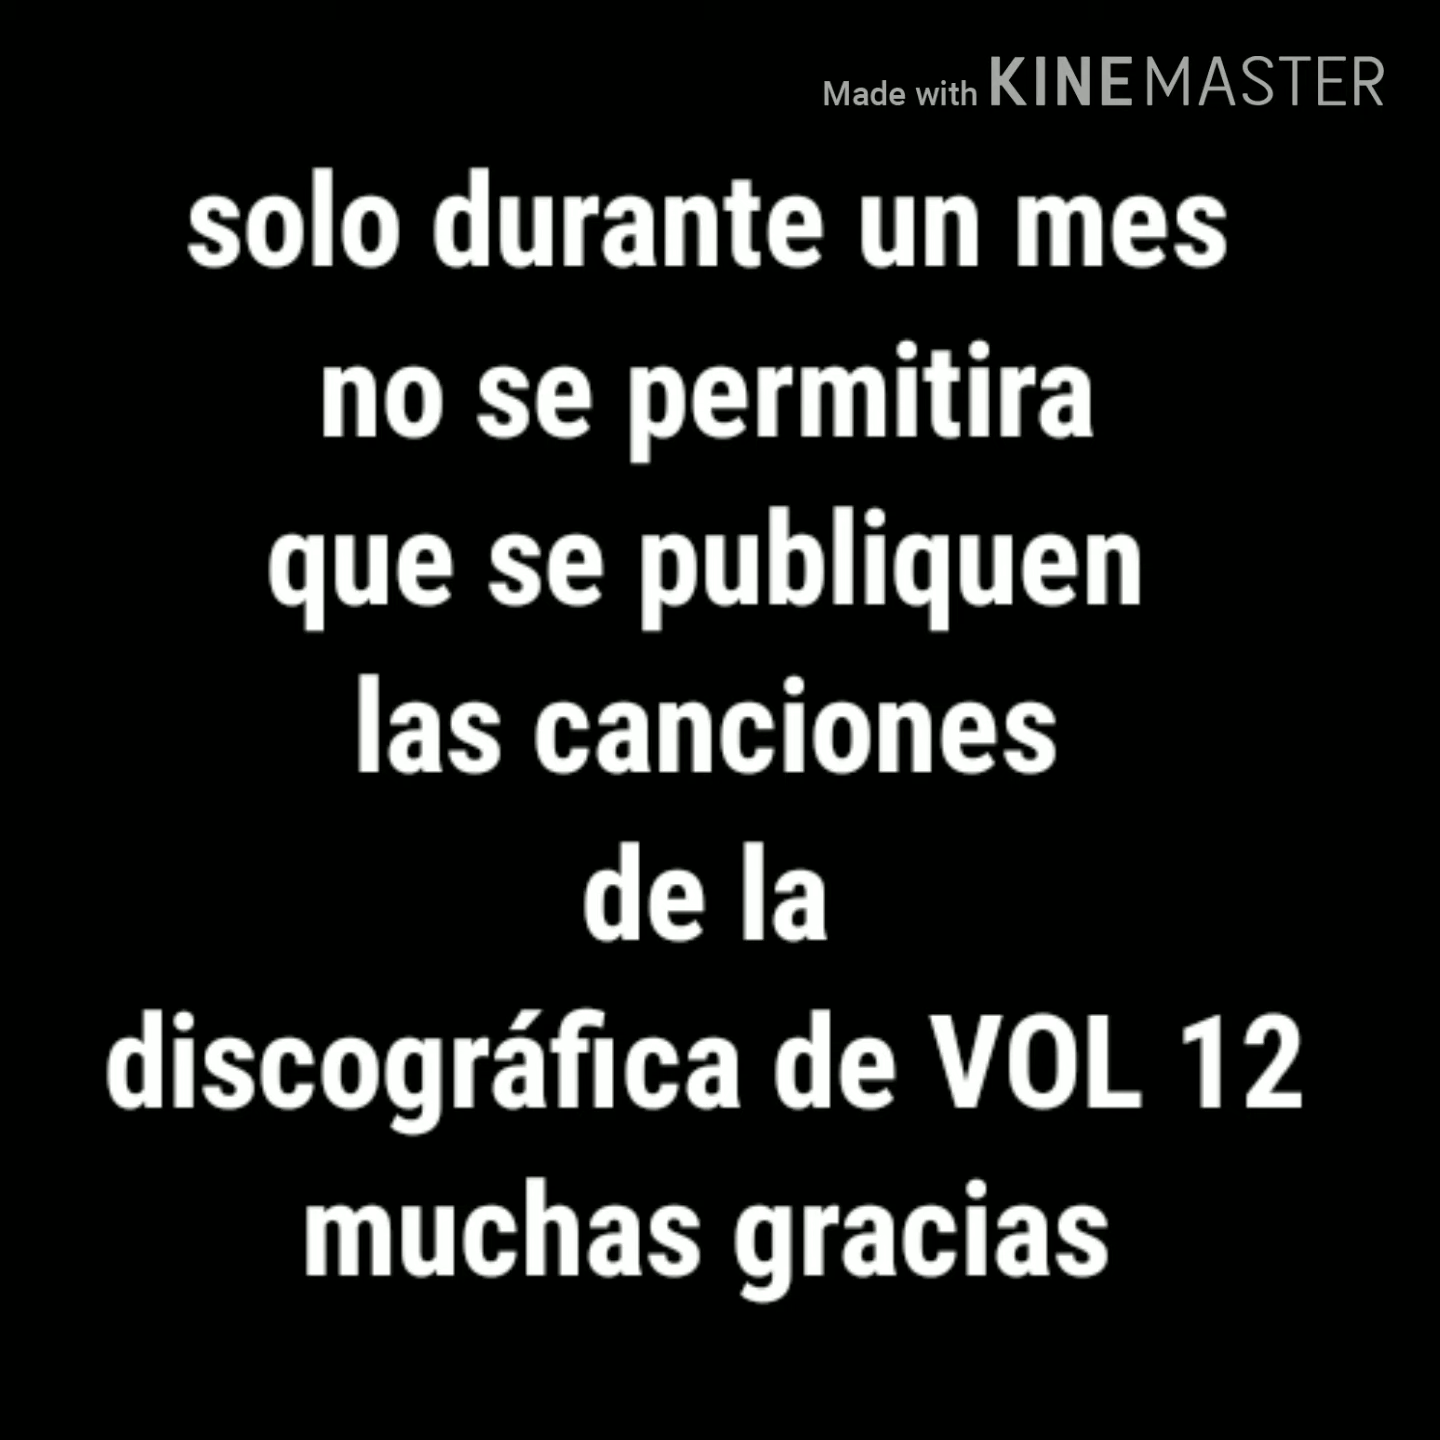 Made with KINEMASTER
solo durante un mes
no se permitira
que se publiquen
las canciones
de la
discográfica de VOL 12
muchas gracias